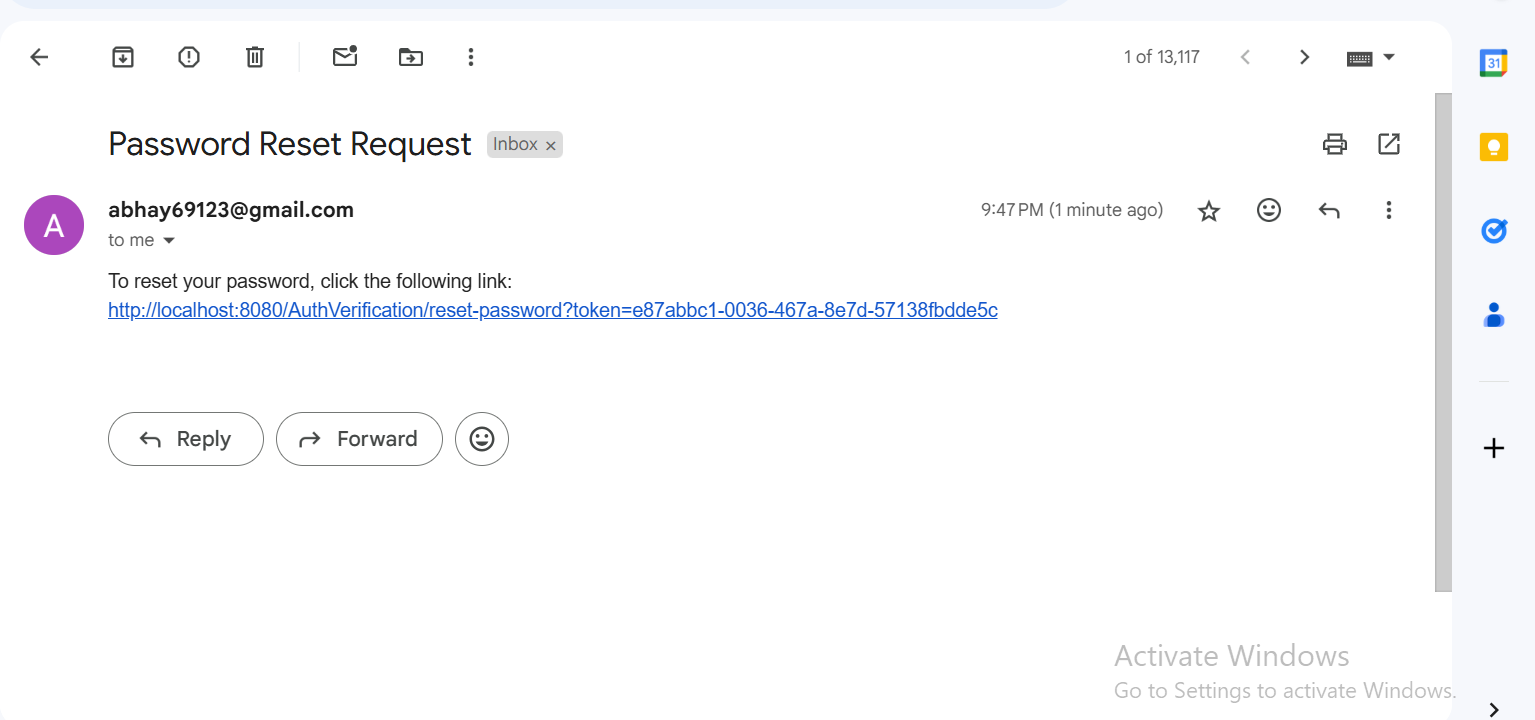 1 of 13,117
Password Reset Request Inbox ×
abhay69123@gmail.com 9:47 PM (1 minute ago)
A
to me
To reset your password, click the following link:
http://localhost:8080/AuthVerification/reset-password?token=e87abbc1-0036-467a-8e7d-57138fbdde5c
Reply Forward
31
Activate Windows
Go to Settings to activate Windows.